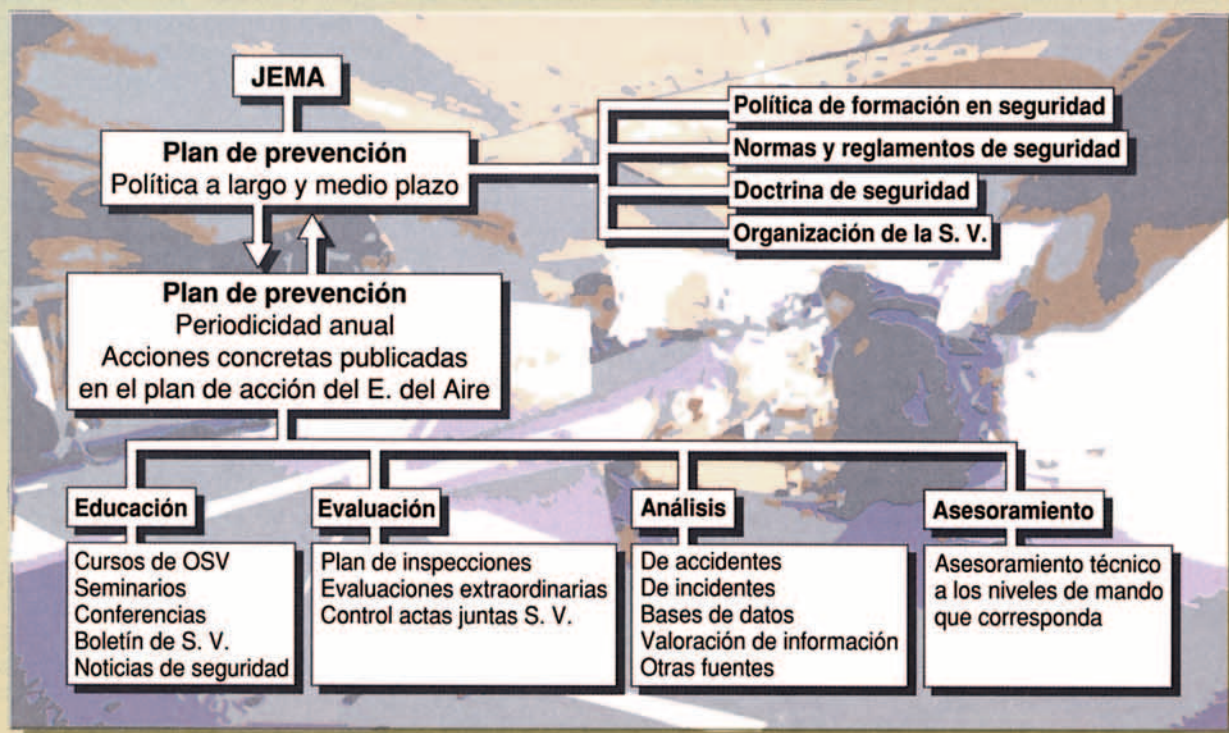 JEMA
Plan de prevención
Política a largo y medio plazo
Política de formación en seguridad
Normas y reglamentos de seguridad
Doctrina de seguridad
Organización de la S. V.
Plan de prevención
Periodicidad anual
Acciones concretas publicadas
en el plan de acción del E. del Aire
Educación
Cursos de OSV
Seminarios
Conferencias
Boletín de S. V.
Noticias de seguridad
Evaluación
Plan de inspecciones
Evaluaciones extraordinarias
Control actas juntas S. V.
Análisis
De accidentes
De incidentes
Bases de datos
Valoración de información
Otras fuentes
Asesoramiento
Asesoramiento técnico
a los niveles de mando
que corresponda